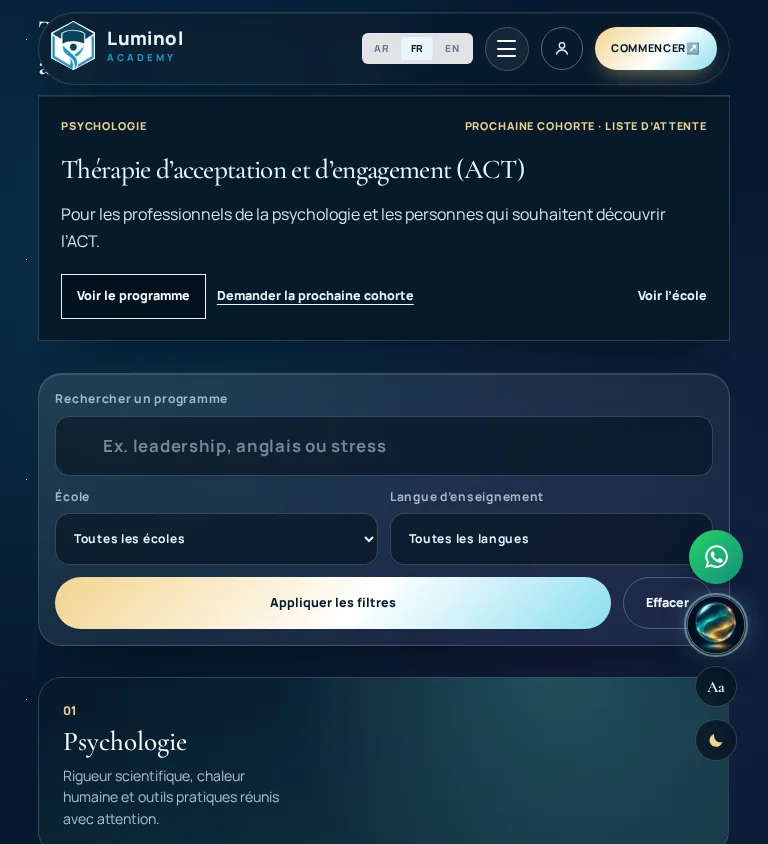 Luminol
ACADEMY
AR FR EN
COMMENCER
PSYCHOLOGIE
PROCHAINE COHORTE · LISTE D'ATTENTE
Thérapie d’acceptation et d’engagement (ACT)
Pour les professionnels de la psychologie et les personnes qui souhaitent découvrir
l’ACT.
Voir le programme
Demander la prochaine cohorte
Voir l’école
Rechercher un programme
Ex. leadership, anglais ou stress
École
Langue d’enseignement
Toutes les écoles
Toutes les langues
Appliquer les filtres
Effacer
Aa
01
Psychologie
Rigueur scientifique, chaleur
humaine et outils pratiques réunis
avec attention.